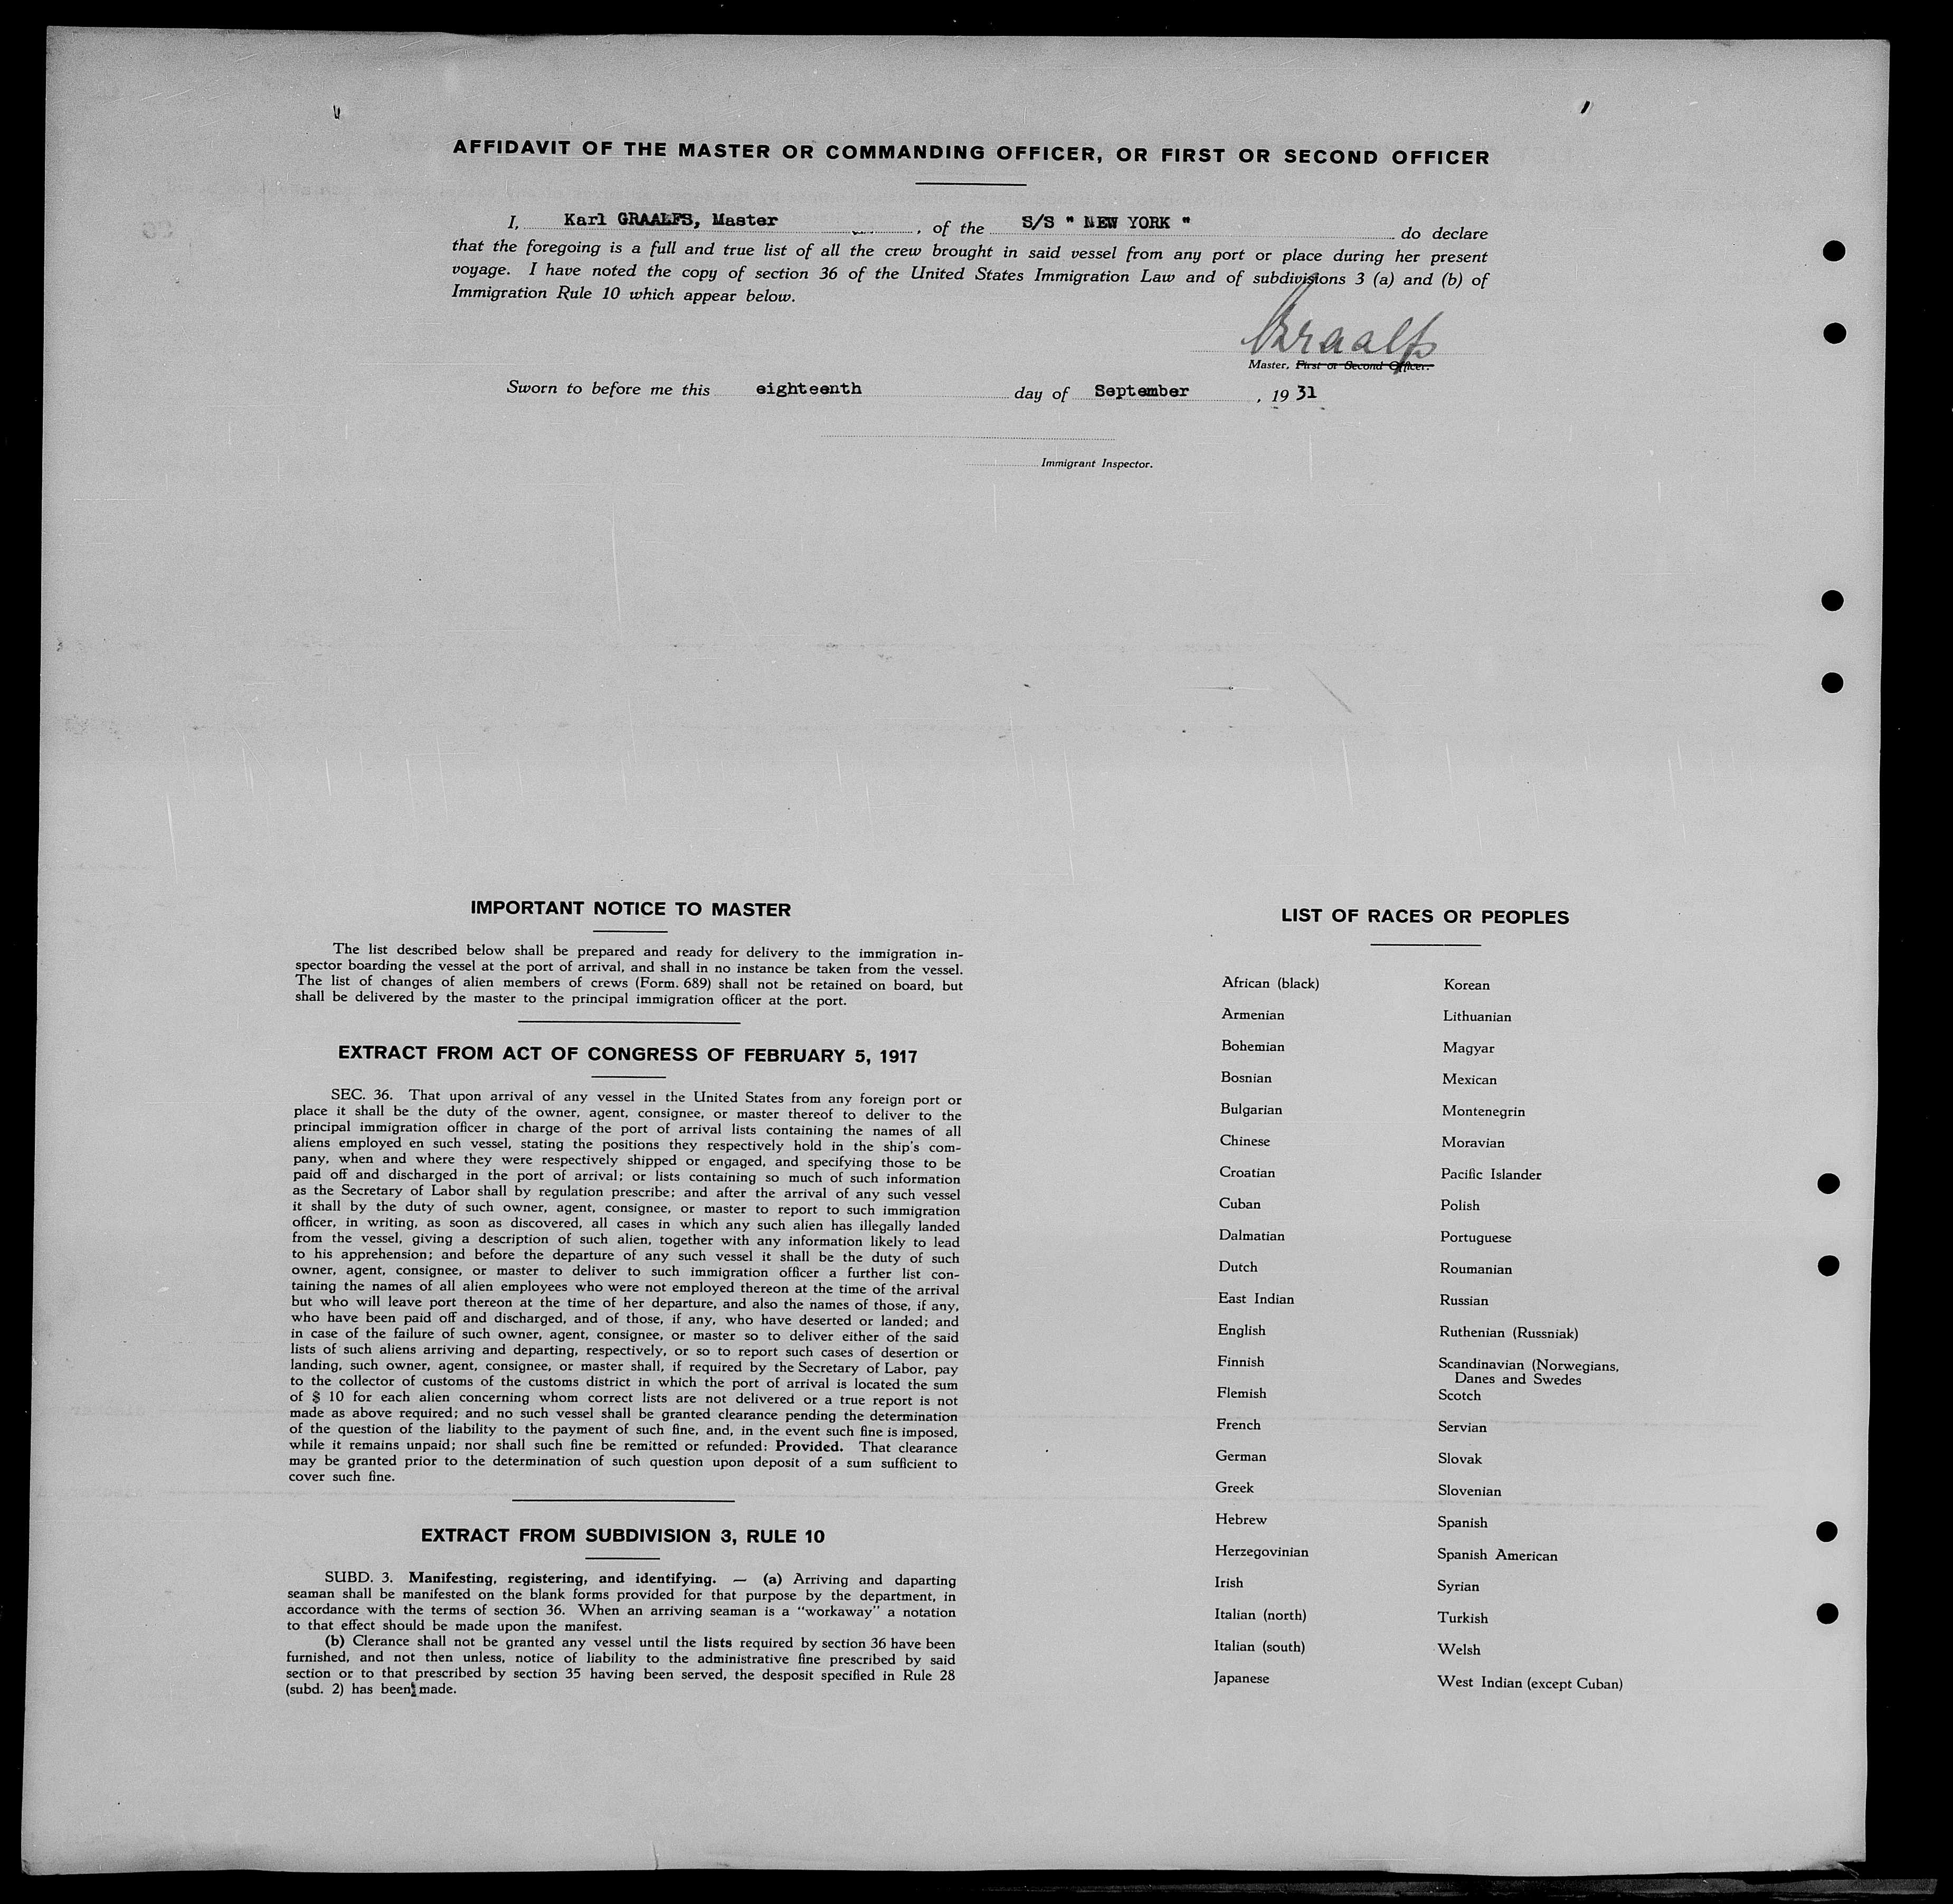 AFFIDAVIT OF THE MASTER OR COMMANDING OFFICER, OR FIRST OR SECOND OFFICER
I, Karl GRAALFS, Master , of the S/S " NEW YORK " do declare
that the foregoing is a full and true list of all the crew brought in said vessel from any port or place during her present
voyage. I have noted the copy of section 36 of the United States Immigration Law and of subdivisions 3 (a) and (b) of
Immigration Rule 10 which appear below.
Graalfs
Master, First or Second Officer.
Sworn to before me this eighteenth day of September , 19 31
Immigrant Inspector.
IMPORTANT NOTICE TO MASTER
The list described below shall be prepared and ready for delivery to the immigration in-
spector boarding the vessel at the port of arrival, and shall in no instance be taken from the vessel.
The list of changes of alien members of crews (Form. 689) shall not be retained on board, but
shall be delivered by the master to the principal immigration officer at the port.
EXTRACT FROM ACT OF CONGRESS OF FEBRUARY 5, 1917
SEC. 36. That upon arrival of any vessel in the United States from any foreign port or
place it shall be the duty of the owner, agent, consignee, or master thereof to deliver to the
principal immigration officer in charge of the port of arrival lists containing the names of all
aliens employed en such vessel, stating the positions they respectively hold in the ship's com-
pany, when and where they were respectively shipped or engaged, and specifying those to be
paid off and discharged in the port of arrival; or lists containing so much of such information
as the Secretary of Labor shall by regulation prescribe; and after the arrival of any such vessel
it shall by the duty of such owner, agent, consignee, or master to report to such immigration
officer, in writing, as soon as discovered, all cases in which any such alien has illegally landed
from the vessel, giving a description of such alien, together with any information likely to lead
to his apprehension; and before the departure of any such vessel it shall be the duty of such
owner, agent, consignee, or master to deliver to such immigration officer a further list con-
taining the names of all alien employees who were not employed thereon at the time of the arrival
but who will leave port thereon at the time of her departure, and also the names of those, if any,
who have been paid off and discharged, and of those, if any, who have deserted or landed; and
in case of the failure of such owner, agent, consignee, or master so to deliver either of the said
lists of such aliens arriving and departing, respectively, or so to report such cases of desertion or
landing, such owner, agent, consignee, or master shall, if required by the Secretary of Labor, pay
to the collector of customs of the customs district in which the port of arrival is located the sum
of $ 10 for each alien concerning whom correct lists are not delivered or a true report is not
made as above required; and no such vessel shall be granted clearance pending the determination
of the question of the liability to the payment of such fine, and, in the event such fine is imposed,
while it remains unpaid; nor shall such fine be remitted or refunded: Provided. That clearance
may be granted prior to the determination of such question upon deposit of a sum sufficient to
cover such fine.
EXTRACT FROM SUBDIVISION 3, RULE 10
SUBD. 3. Manifesting, registering, and identifying. — (a) Arriving and daparting
seaman shall be manifested on the blank forms provided for that purpose by the department, in
accordance with the terms of section 36. When an arriving seaman is a "workaway" a notation
to that effect should be made upon the manifest.
(b) Clerance shall not be granted any vessel until the lists required by section 36 have been
furnished, and not then unless, notice of liability to the administrative fine prescribed by said
section or to that prescribed by section 35 having been served, the desposit specified in Rule 28
(subd. 2) has been made.
LIST OF RACES OR PEOPLES
African (black)
Armenian
Bohemian
Bosnian
Bulgarian
Chinese
Croatian
Cuban
Dalmatian
Dutch
East Indian
English
Finnish
Flemish
French
German
Greek
Hebrew
Herzegovinian
Irish
Italian (north)
Italian (south)
Japanese
Korean
Lithuanian
Magyar
Mexican
Montenegrin
Moravian
Pacific Islander
Polish
Portuguese
Roumanian
Russian
Ruthenian (Russniak)
Scandinavian (Norwegians,
Danes and Swedes
Scotch
Servian
Slovak
Slovenian
Spanish
Spanish American
Syrian
Turkish
Welsh
West Indian (except Cuban)